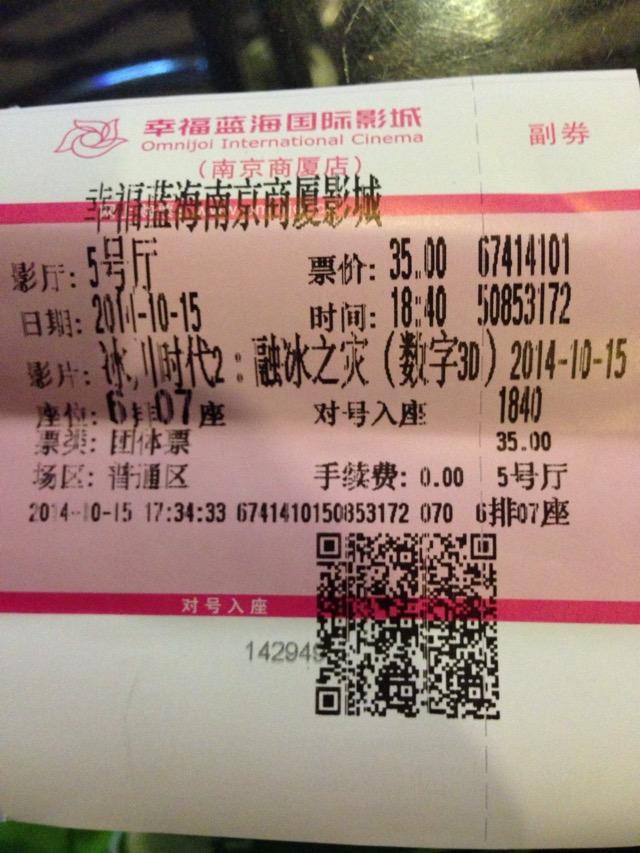 幸福蓝海国际影城
Omnijoi International Cinema
副券
(南京商厦店)
幸福蓝海南京商厦影城
影厅: 5号厅 票价: 35.00 67414101
日期: 2014-10-15 时间: 18:40 50853172
影片: 冰川时代2:融冰之灾(数字3D) 2014-10-15
座位: 6排07座 对号入座 1840
票类: 团体票 35.00
场区: 普通区 手续费: 0.00 5号厅
2014-10-15 17:34:33 6741410150853172 070 6排07座
对号入座
142949